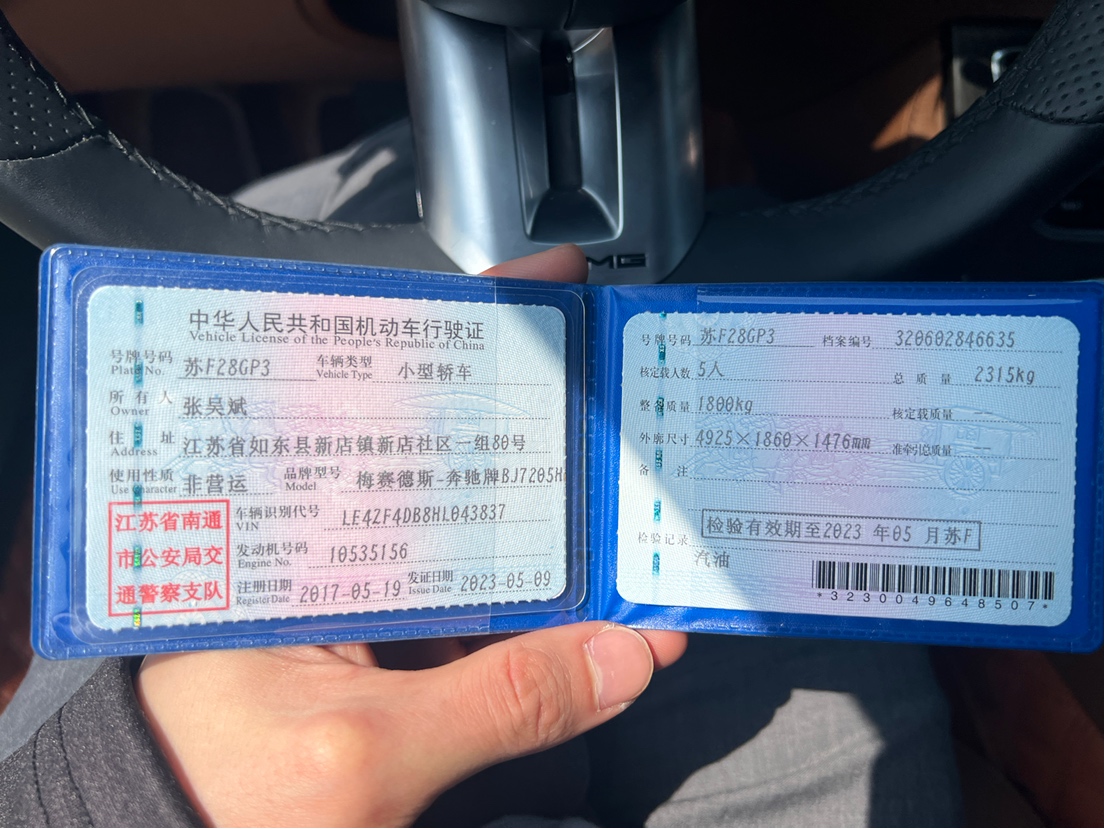 中华人民共和国机动车行驶证
Vehicle License of the People's Republic of China
号牌号码 Plate No. 苏F28GP3 车辆类型 Vehicle Type 小型轿车
所有人 Owner 张昊斌
住址 Address 江苏省如东县新店镇新店社区一组80号
使用性质 Use Character 非营运 品牌型号 Model 梅赛德斯-奔驰牌BJ7205H
江苏省南通
市公安局交
通警察支队
车辆识别代号 VIN LE4ZF4DB8HL043837
发动机号码 Engine No. 10535156
注册日期 Register Date 2017-05-19 发证日期 Issue Date 2023-05-09
号牌号码 苏F28GP3 档案编号 320602846635
核定载人数 5人 总质量 2315kg
整备质量 1800kg 核定载质量 --
外廓尺寸 4925×1860×1476mm 准牵引总质量 --
备注
检验有效期至2023 年05 月苏F
检验记录
汽油
*3230049648507*